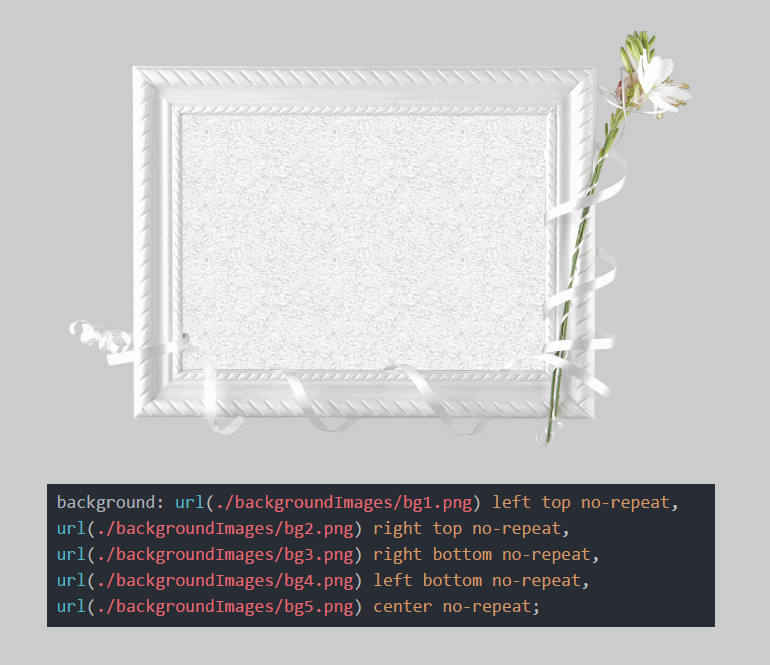 background: url(./backgroundImages/bg1.png) left top no-repeat,
url(./backgroundImages/bg2.png) right top no-repeat,
url(./backgroundImages/bg3.png) right bottom no-repeat,
url(./backgroundImages/bg4.png) left bottom no-repeat,
url(./backgroundImages/bg5.png) center no-repeat;